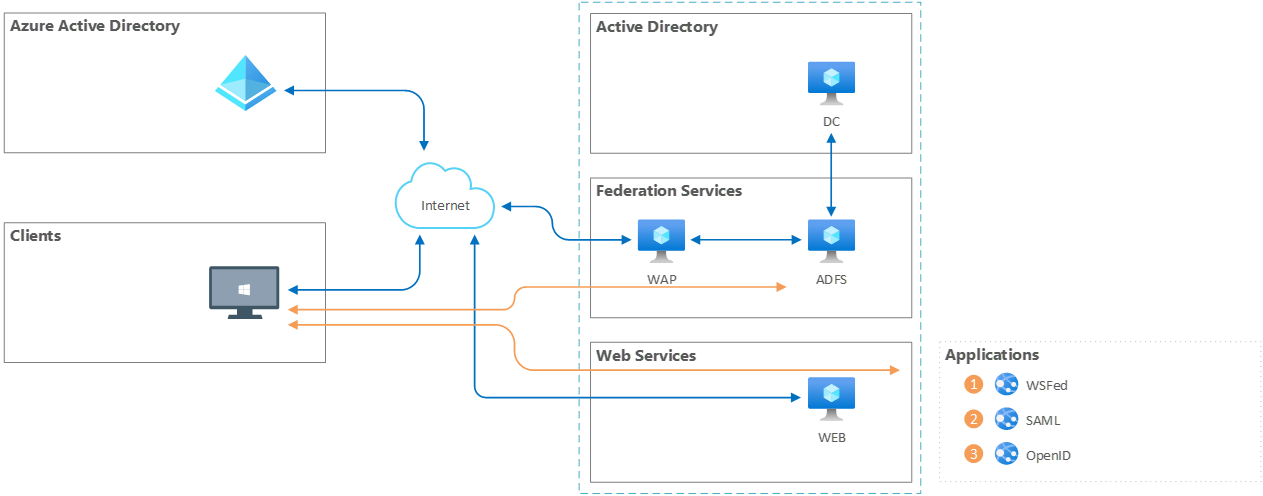 Azure Active Directory
Active Directory
DC
Internet
Federation Services
Clients
WAP
ADFS
Web Services
WEB
Applications
1 WSFed
2 SAML
3 OpenID